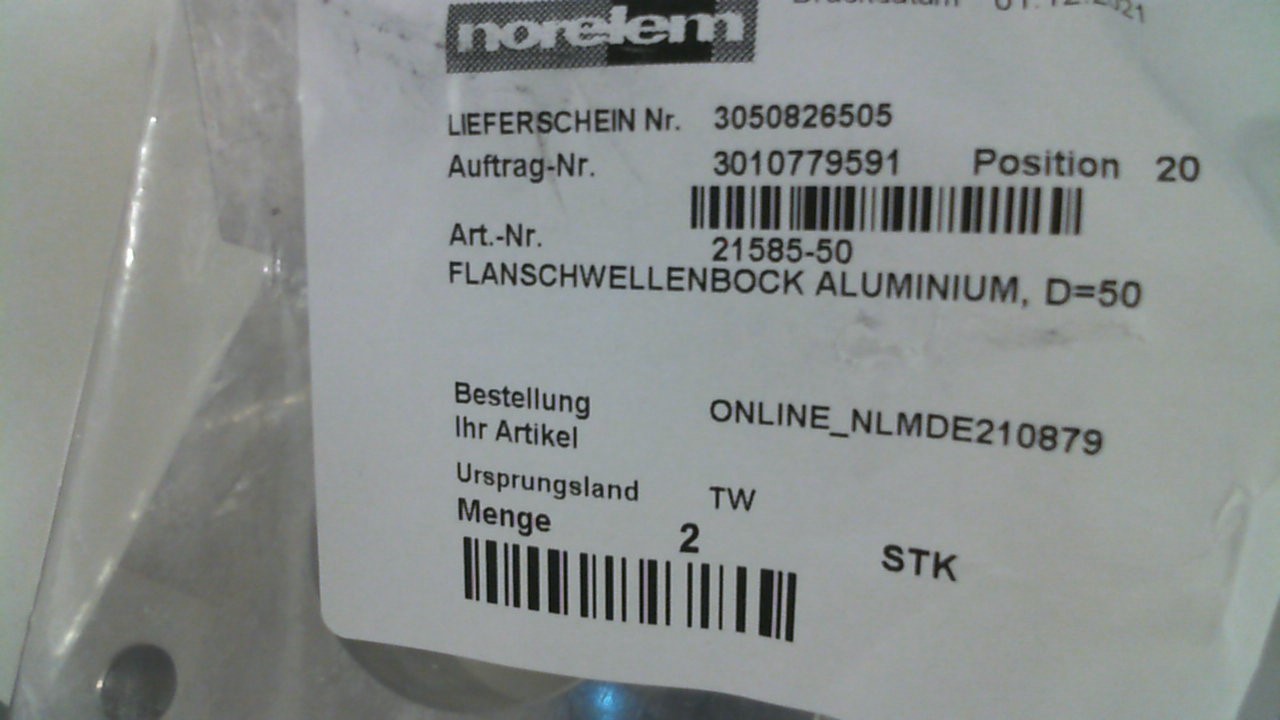 norelem
LIEFERSCHEIN Nr. 3050826505
Auftrag-Nr. 3010779591 Position 20
Art.-Nr. 21585-50
FLANSCHWELLENBOCK ALUMINIUM, D=50
Bestellung ONLINE_NLMDE210879
Ihr Artikel
Ursprungsland TW
Menge 2 STK